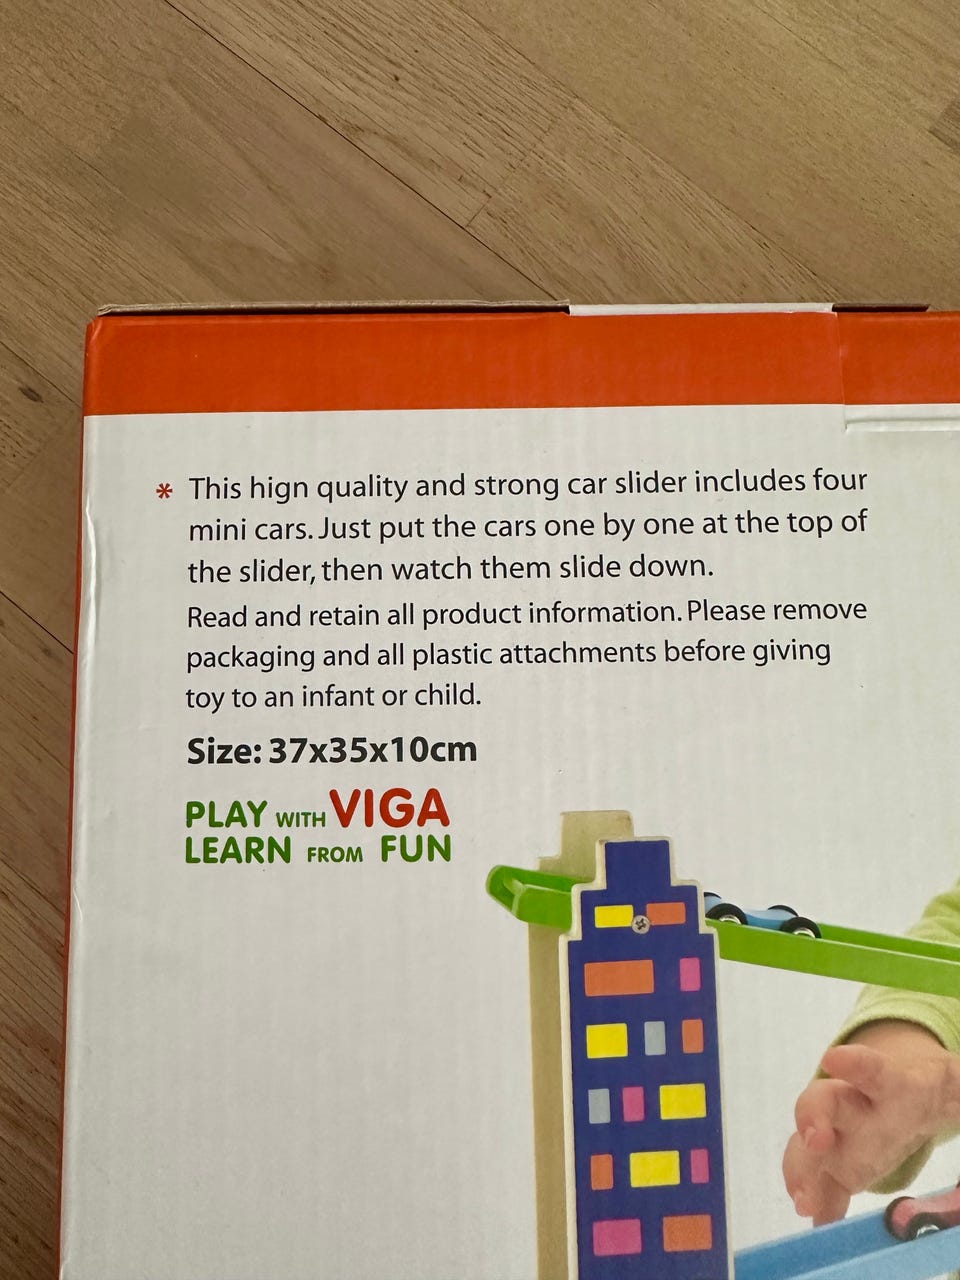 * This hign quality and strong car slider includes four
mini cars. Just put the cars one by one at the top of
the slider, then watch them slide down.
Read and retain all product information. Please remove
packaging and all plastic attachments before giving
toy to an infant or child.
Size: 37x35x10cm
PLAY WITH VIGA
LEARN FROM FUN